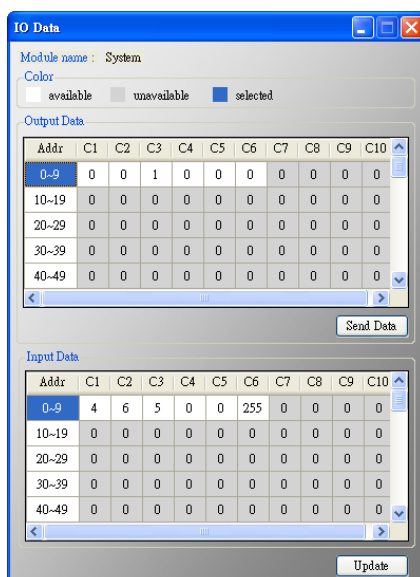 IO Data
Module name : System
Color
available unavailable selected
Output Data
Addr C1 C2 C3 C4 C5 C6 C7 C8 C9 C10
0~9 0 0 1 0 0 0 0 0 0 0
10~19 0 0 0 0 0 0 0 0 0 0
20~29 0 0 0 0 0 0 0 0 0 0
30~39 0 0 0 0 0 0 0 0 0 0
40~49 0 0 0 0 0 0 0 0 0 0
Send Data
Input Data
Addr C1 C2 C3 C4 C5 C6 C7 C8 C9 C10
0~9 4 6 5 0 0 255 0 0 0 0
10~19 0 0 0 0 0 0 0 0 0 0
20~29 0 0 0 0 0 0 0 0 0 0
30~39 0 0 0 0 0 0 0 0 0 0
40~49 0 0 0 0 0 0 0 0 0 0
Update